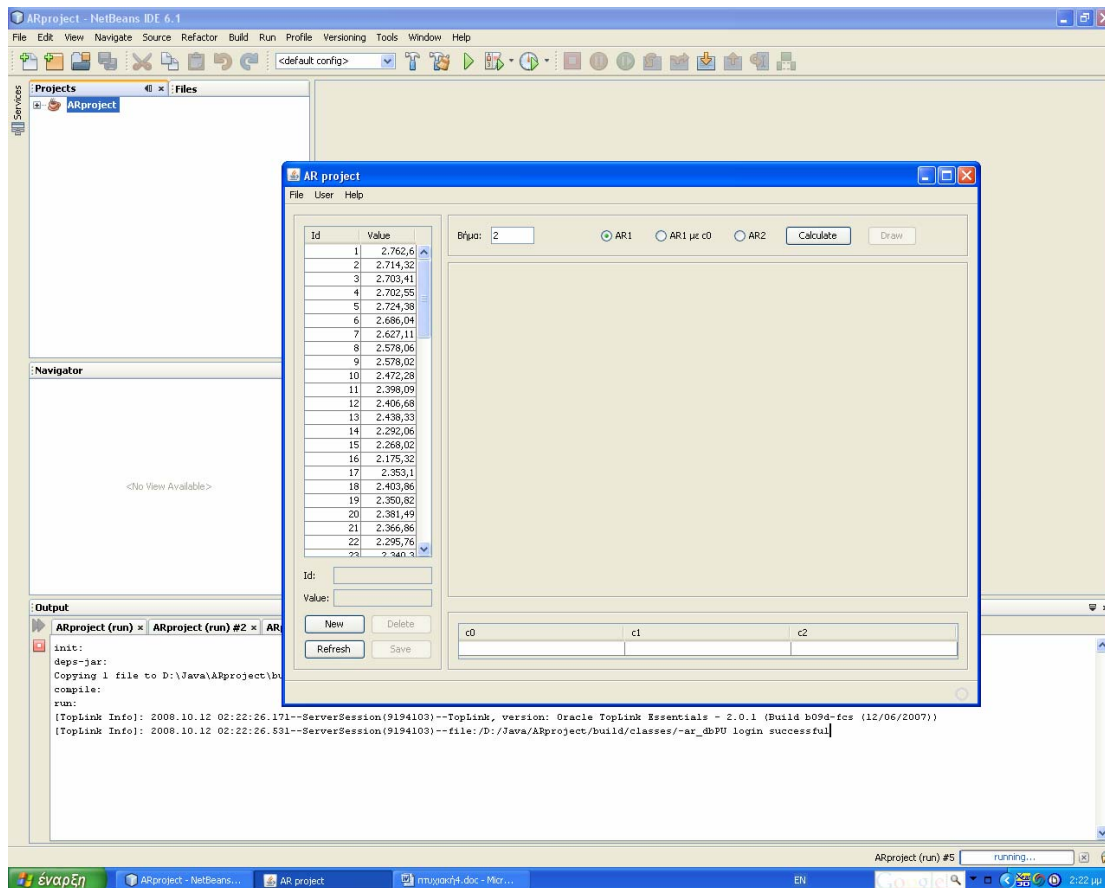 ARproject - NetBeans IDE 6.1
File Edit View Navigate Source Refactor Build Run Profile Versioning Tools Window Help
<default config>
Services
Projects
Files
ARproject
AR project
File User Help
Id Value
1 2.762,6
2 2.714,32
3 2.703,41
4 2.702,55
5 2.724,38
6 2.686,04
7 2.627,11
8 2.578,06
9 2.578,02
10 2.472,28
11 2.398,09
12 2.406,68
13 2.438,33
14 2.292,06
15 2.268,02
16 2.175,32
17 2.353,1
18 2.403,86
19 2.350,82
20 2.381,49
21 2.366,86
22 2.295,76
23 2.340,3
Βήμα: 2
AR1 AR1 με c0 AR2 Calculate Draw
Id:
Value:
New Delete
Refresh Save
c0 c1 c2
Navigator
<No View Available>
Output
ARproject (run) × ARproject (run) #2 ×
init:
deps-jar:
Copying 1 file to D:\Java\ARproject\bu
compile:
run:
[TopLink Info]: 2008.10.12 02:22:26.171--ServerSession(9194103)--TopLink, version: Oracle TopLink Essentials - 2.0.1 (Build b09d-fcs (12/06/2007))
[TopLink Info]: 2008.10.12 02:22:26.531--ServerSession(9194103)--file:/D:/Java/ARproject/build/classes/-ar_dbPU login successful
ARproject (run) #5 running...
έναρξη
ARproject - NetBeans...
AR project
πτυχιακή4.doc - Micr...
EN
Google
2:22 μμ